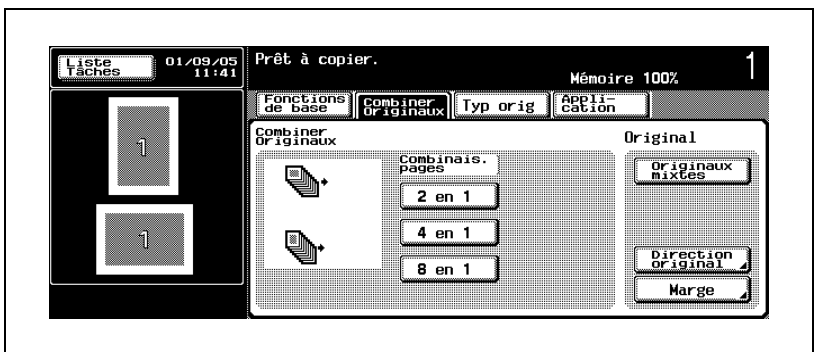 Liste
Tâches
01/09/05
11:41
Prêt à copier.
Mémoire 100%
1
Fonctions
de base
Combiner
Originaux
Typ orig
Appli-
cation
1
1
Combiner
Originaux
Combinais.
pages
2 en 1
4 en 1
8 en 1
Original
Originaux
mixtes
Direction
original
Marge